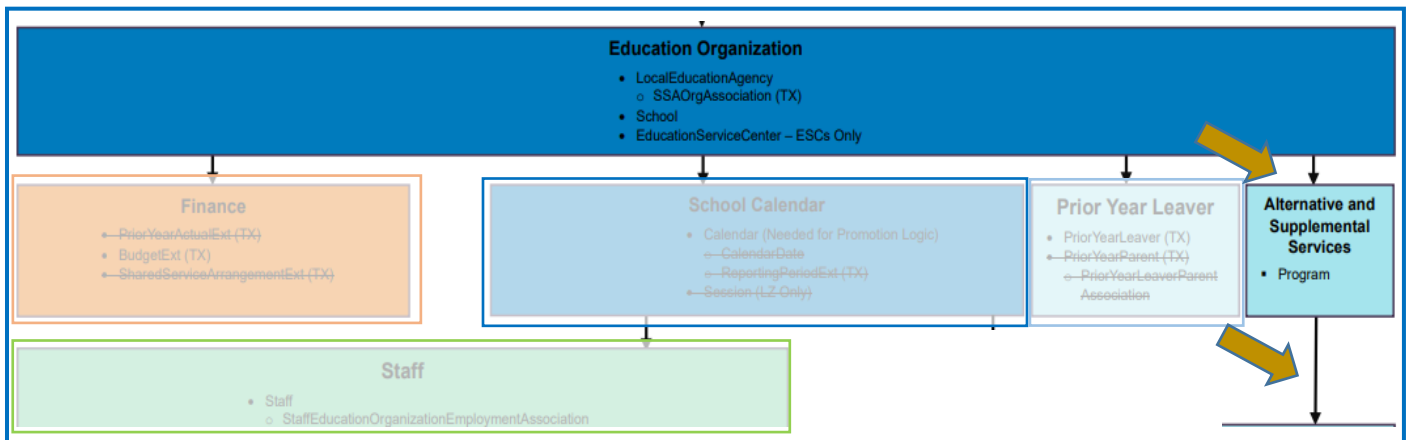 Education Organization
• LocalEducationAgency
o SSAOrgAssociation (TX)
• School
• EducationServiceCenter – ESCs Only
Finance
• PriorYearActualExt (TX)
• BudgetExt (TX)
• SharedServiceArrangementExt (TX)
School Calendar
• Calendar (Needed for Promotion Logic)
o CalendarDate
o ReportingPeriodExt (TX)
• Session (LZ Only)
Prior Year Leaver
• PriorYearLeaver (TX)
• PriorYearParent (TX)
o PriorYearLeaverParent
Association
Alternative and
Supplemental
Services
▪ Program
Staff
• Staff
o StaffEducationOrganizationEmploymentAssociation